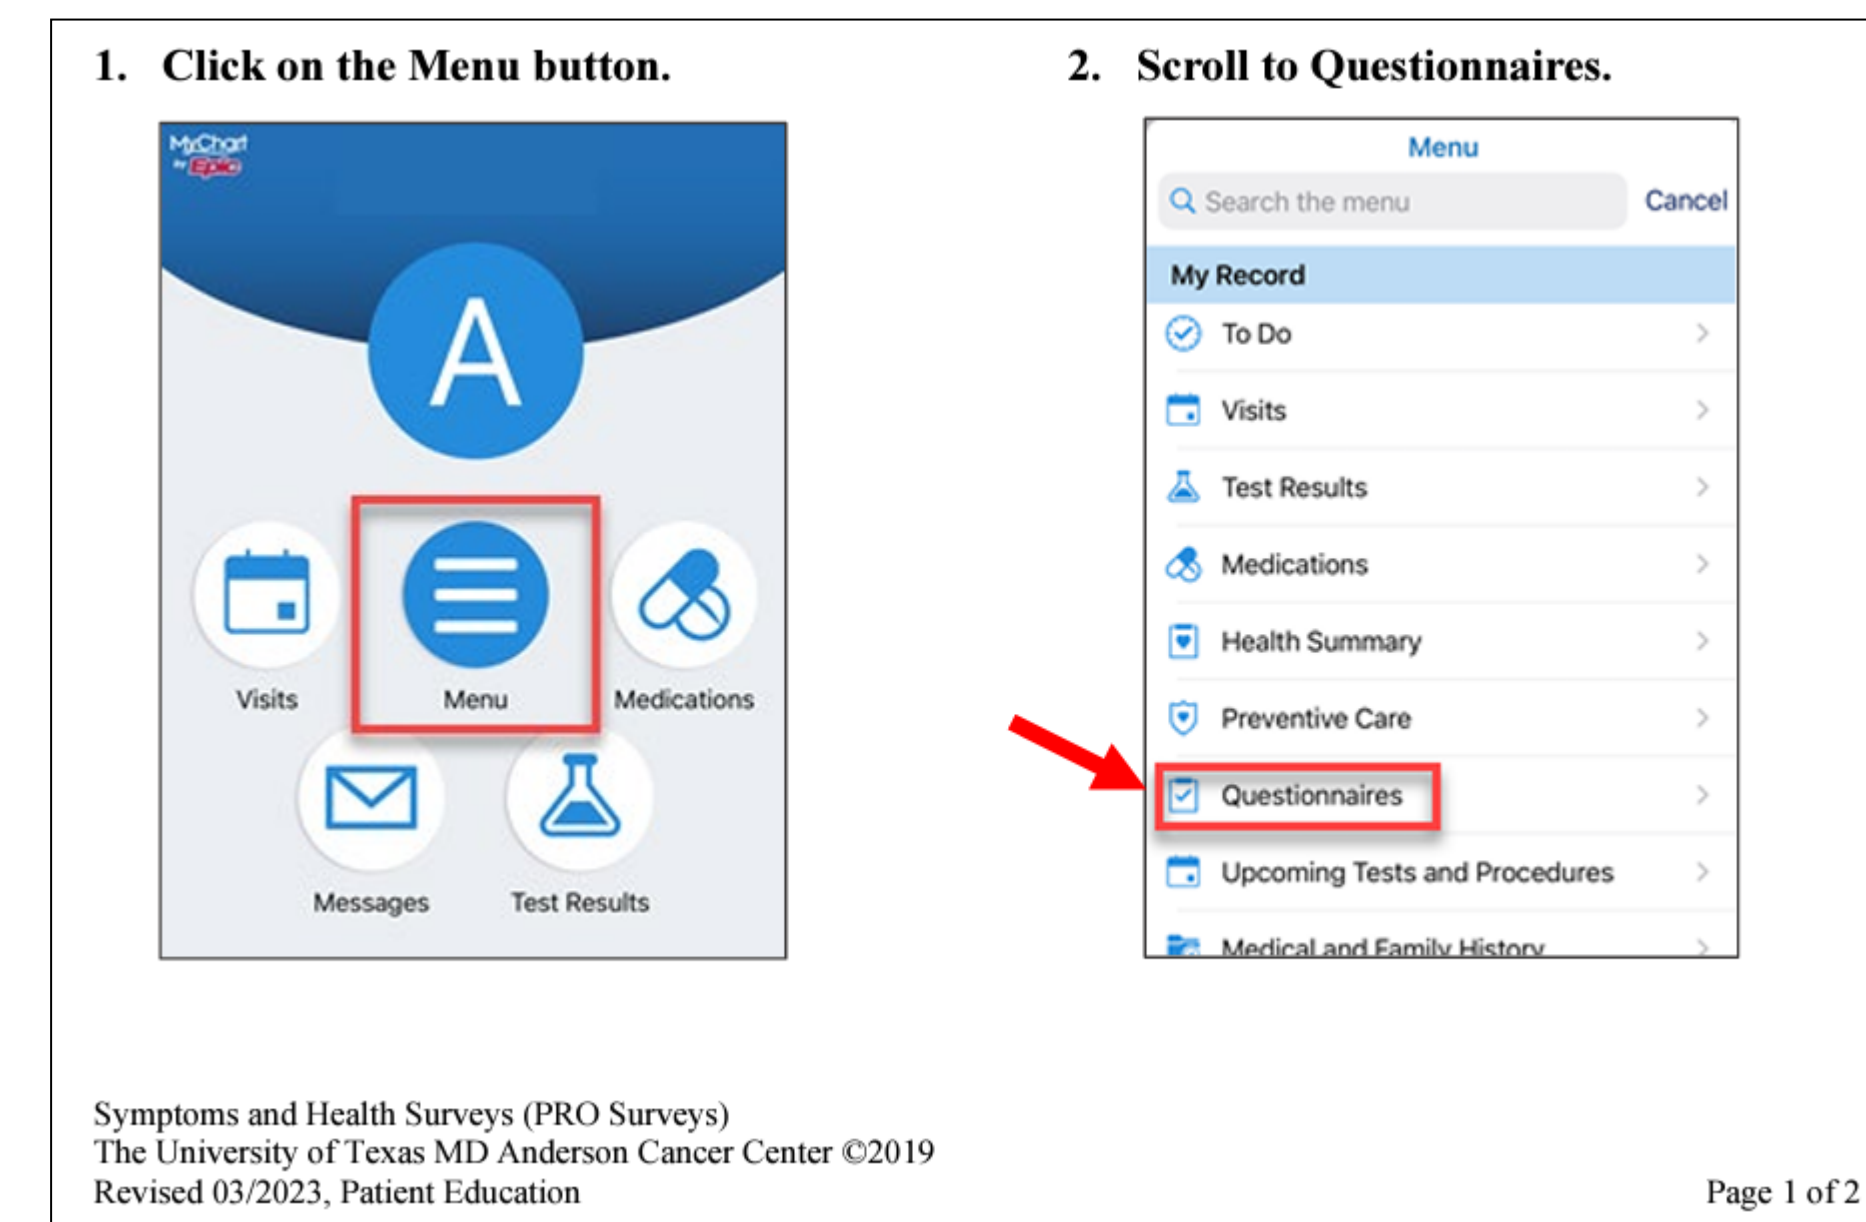 1. Click on the Menu button.
MyChart
by Epic
A
Visits
Menu
Medications
Messages
Test Results
2. Scroll to Questionnaires.
Menu
Search the menu
Cancel
My Record
To Do
Visits
Test Results
Medications
Health Summary
Preventive Care
Questionnaires
Upcoming Tests and Procedures
Medical and Family History
Symptoms and Health Surveys (PRO Surveys)
The University of Texas MD Anderson Cancer Center ©2019
Revised 03/2023, Patient Education
Page 1 of 2